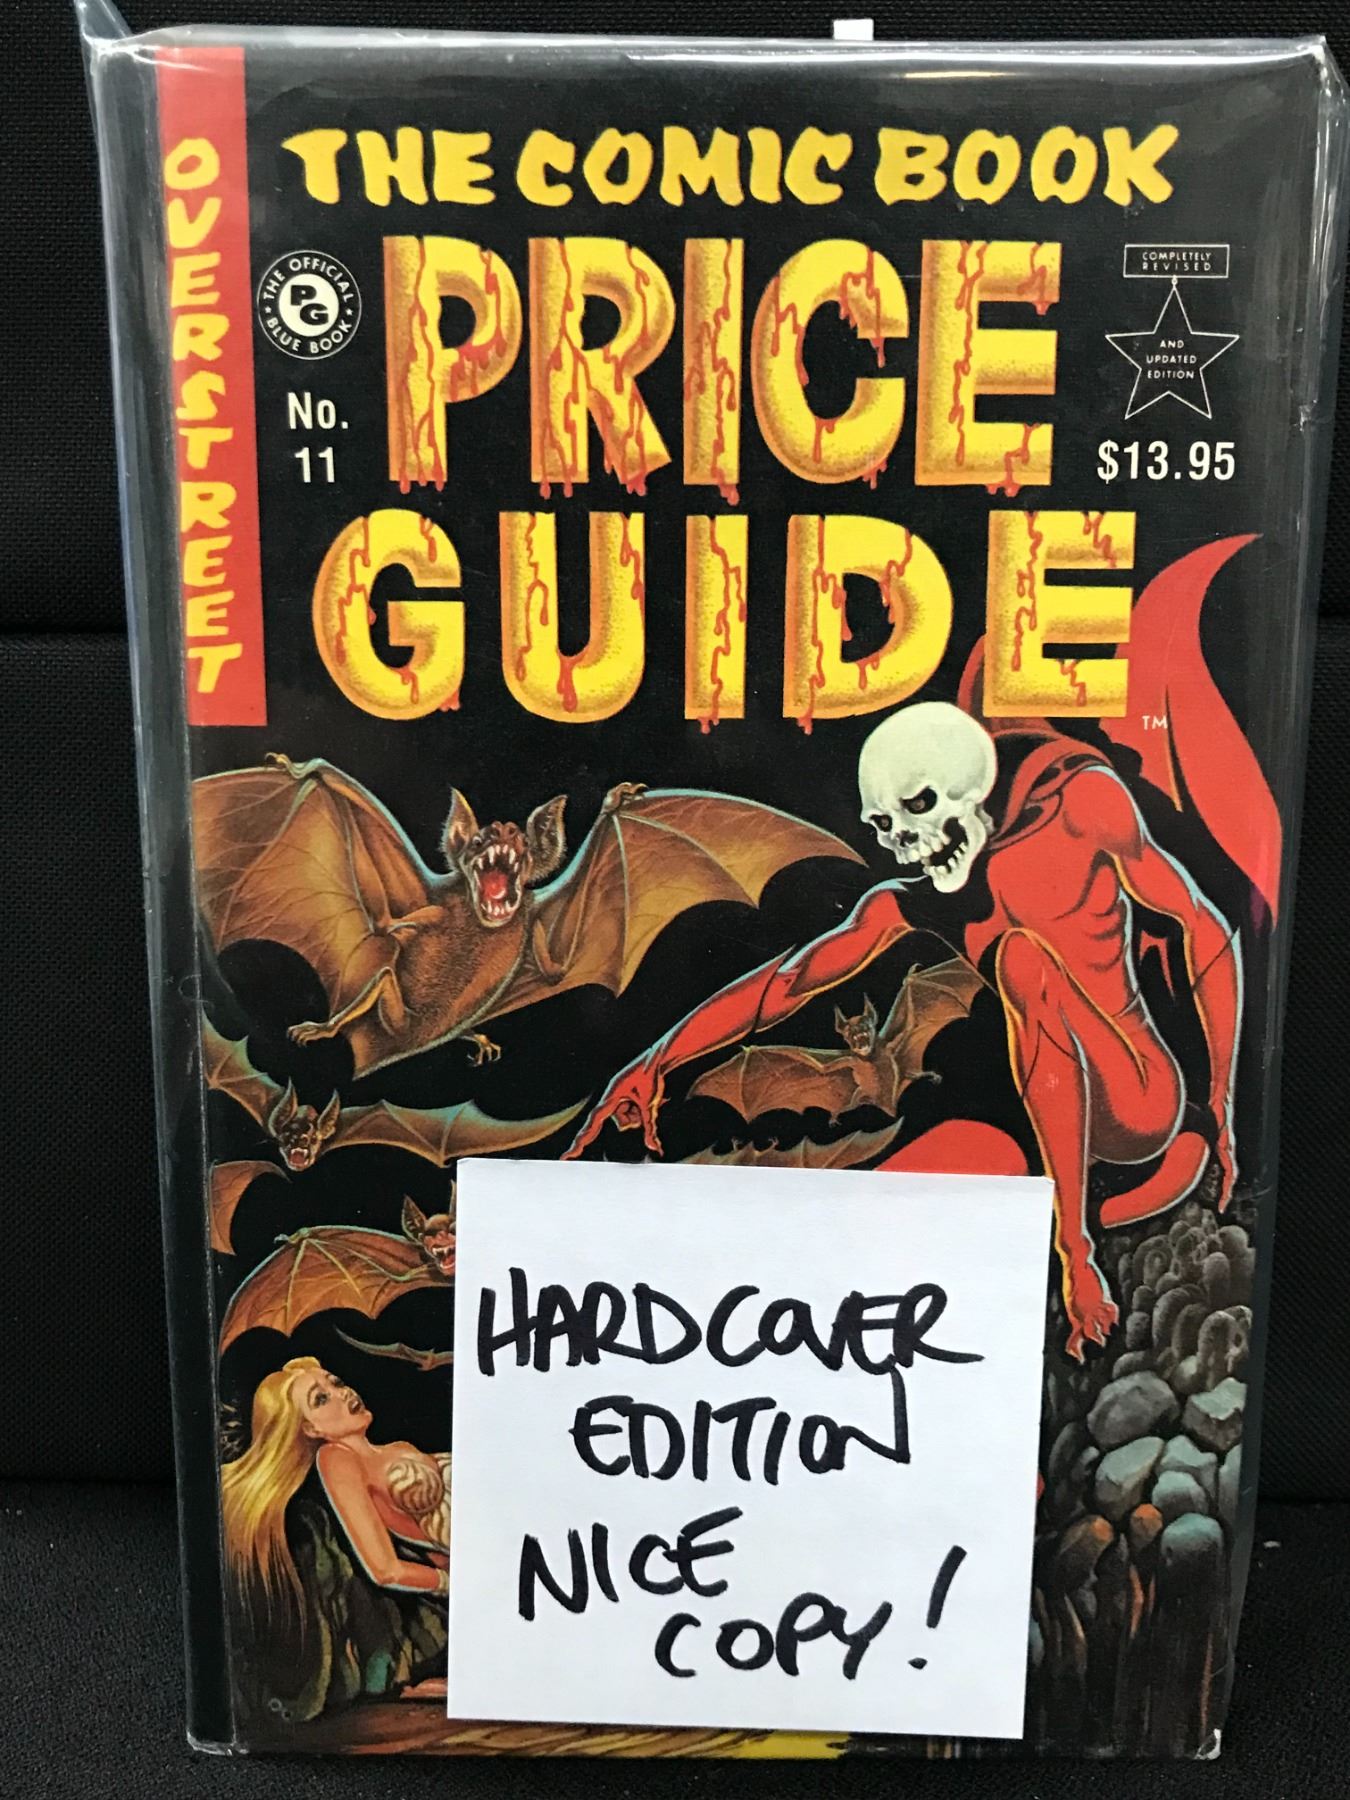 OVERSTREET
THE COMIC BOOK
PRICE
GUIDE
TM
THE OFFICIAL
PG
BLUE BOOK
No.
11
COMPLETELY
REVISED
AND
UPDATED
EDITION
$13.95
HARDCOVER
EDITION
NICE
COPY!